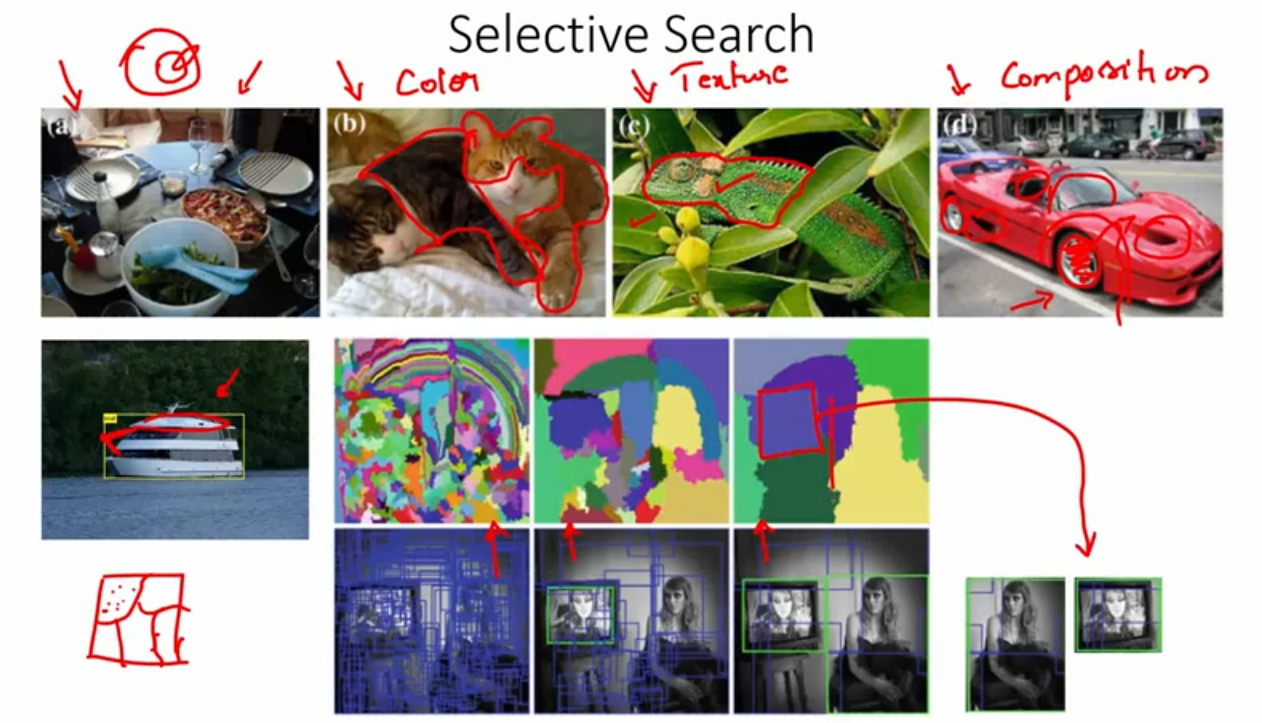 Selective Search
Color
Texture
Compositions
(a)
(b)
(c)
(d)